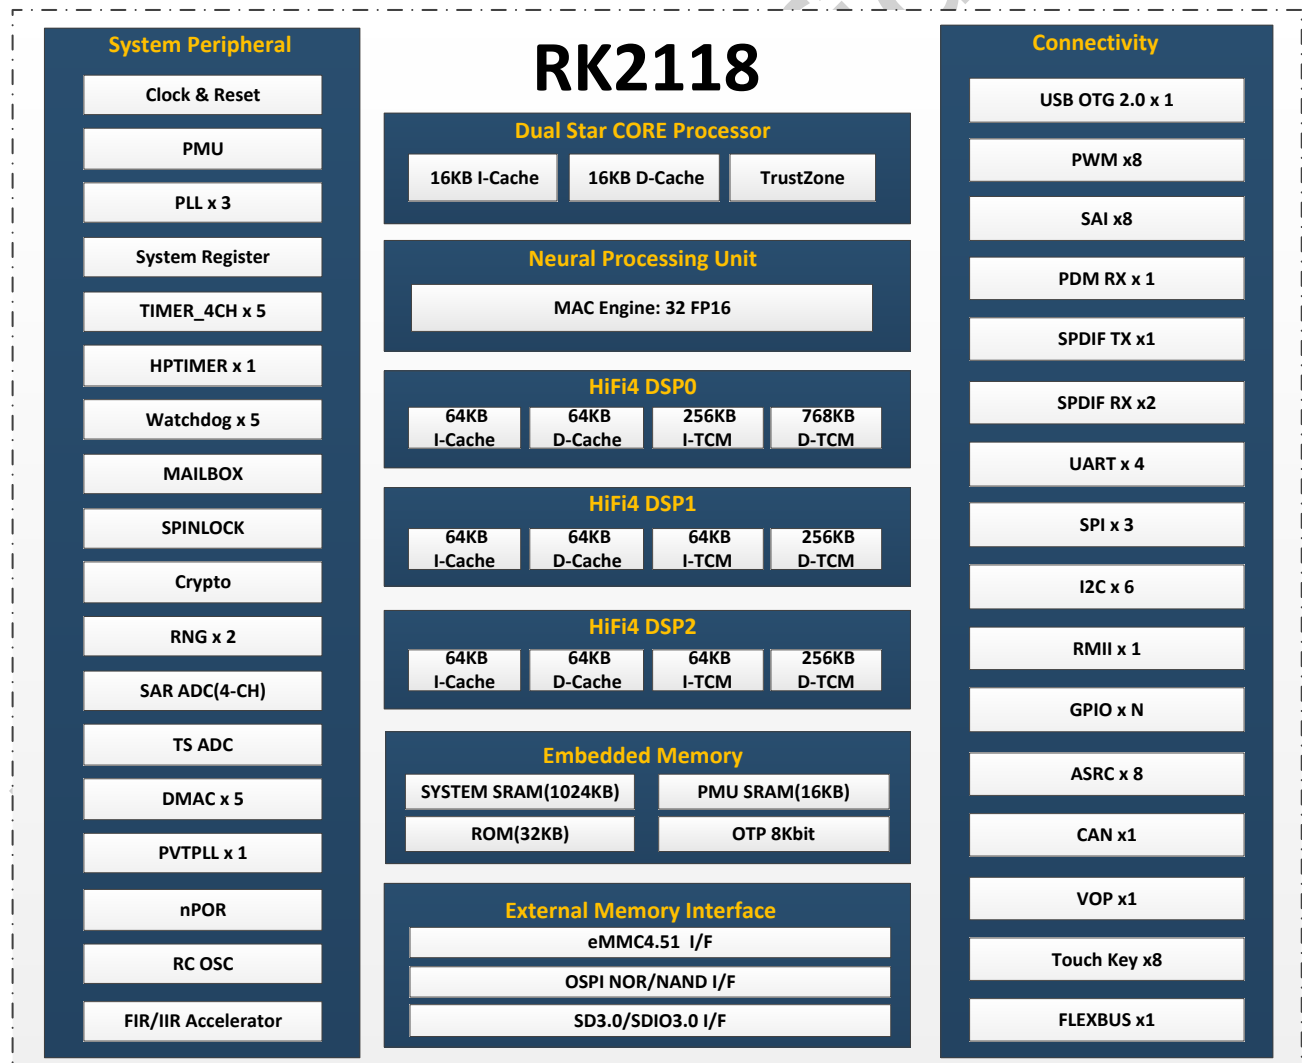 System Peripheral
Clock & Reset
PMU
PLL x 3
System Register
TIMER_4CH x 5
HPTIMER x 1
Watchdog x 5
MAILBOX
SPINLOCK
Crypto
RNG x 2
SAR ADC(4-CH)
TS ADC
DMAC x 5
PVTPLL x 1
nPOR
RC OSC
FIR/IIR Accelerator
RK2118
Dual Star CORE Processor
16KB I-Cache 16KB D-Cache TrustZone
Neural Processing Unit
MAC Engine: 32 FP16
HiFi4 DSP0
64KB 64KB 256KB 768KB
I-Cache D-Cache I-TCM D-TCM
HiFi4 DSP1
64KB 64KB 64KB 256KB
I-Cache D-Cache I-TCM D-TCM
HiFi4 DSP2
64KB 64KB 64KB 256KB
I-Cache D-Cache I-TCM D-TCM
Embedded Memory
SYSTEM SRAM(1024KB) PMU SRAM(16KB)
ROM(32KB) OTP 8Kbit
External Memory Interface
eMMC4.51 I/F
OSPI NOR/NAND I/F
SD3.0/SDIO3.0 I/F
Connectivity
USB OTG 2.0 x 1
PWM x8
SAI x8
PDM RX x 1
SPDIF TX x1
SPDIF RX x2
UART x 4
SPI x 3
I2C x 6
RMII x 1
GPIO x N
ASRC x 8
CAN x1
VOP x1
Touch Key x8
FLEXBUS x1